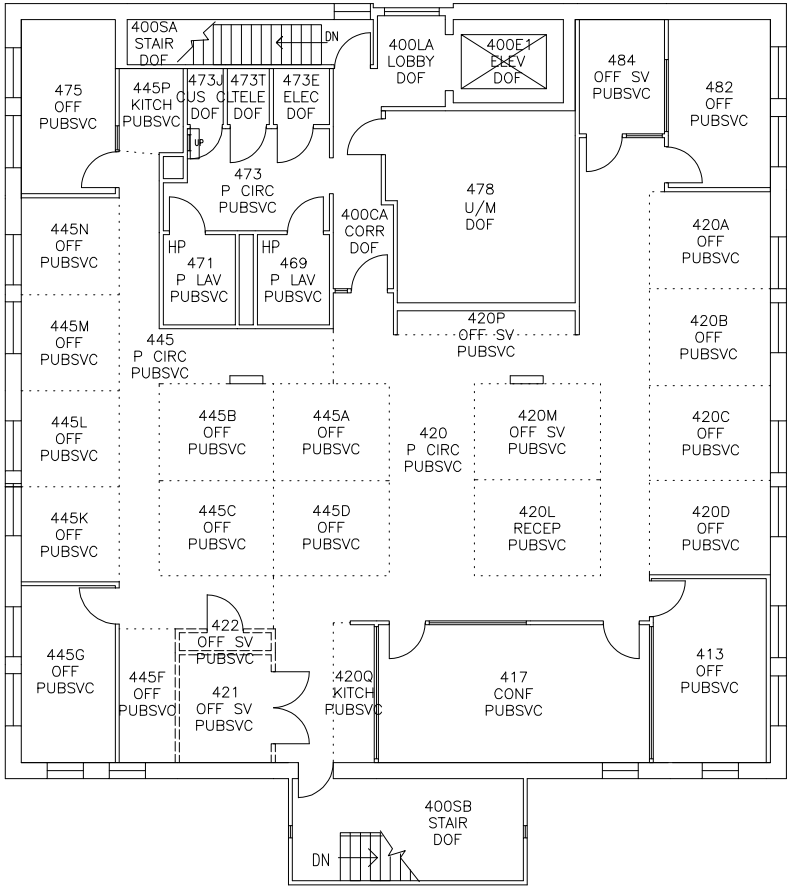 400SA
STAIR
DOF
DN
400LA
LOBBY
DOF
400E1
ELEV
DOF
484
OFF SV
PUBSVC
482
OFF
PUBSVC
475
OFF
PUBSVC
445P
KITCH
PUBSVC
473J
CUS CL
DOF
473T
TELE
DOF
473E
ELEC
DOF
UP
473
P CIRC
PUBSVC
478
U/M
DOF
400CA
CORR
DOF
445N
OFF
PUBSVC
HP
471
P LAV
PUBSVC
HP
469
P LAV
PUBSVC
420A
OFF
PUBSVC
445M
OFF
PUBSVC
445
P CIRC
PUBSVC
420P
OFF SV
PUBSVC
420B
OFF
PUBSVC
445L
OFF
PUBSVC
445B
OFF
PUBSVC
445A
OFF
PUBSVC
420
P CIRC
PUBSVC
420M
OFF SV
PUBSVC
420C
OFF
PUBSVC
445K
OFF
PUBSVC
445C
OFF
PUBSVC
445D
OFF
PUBSVC
420L
RECEP
PUBSVC
420D
OFF
PUBSVC
445G
OFF
PUBSVC
445F
OFF
PUBSVC
422
OFF SV
PUBSVC
421
OFF SV
PUBSVC
420Q
KITCH
PUBSVC
417
CONF
PUBSVC
413
OFF
PUBSVC
400SB
STAIR
DOF
DN